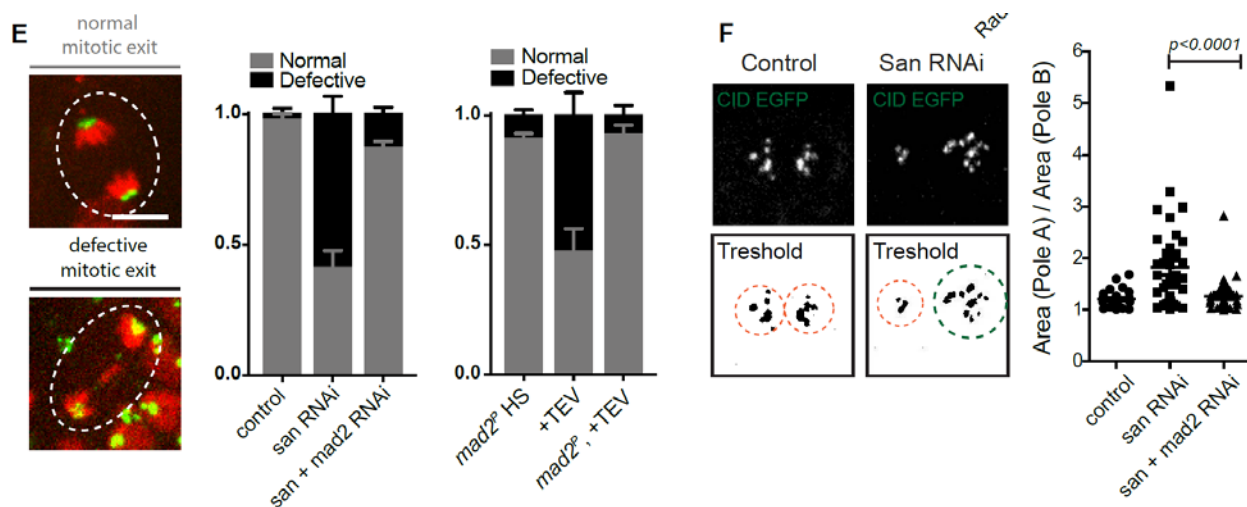 E
normal
mitotic exit
defective
mitotic exit
Normal
Defective
1.0
0.5
0.0
control
san RNAi
san + mad2 RNAi
Normal
Defective
1.0
0.5
0.0
mad2ᴾ HS
+TEV
mad2ᴾ, +TEV
F
Rad
Control
San RNAi
CID EGFP
CID EGFP
Treshold
Treshold
Area (Pole A) / Area (Pole B)
6
5
4
3
2
1
0
p<0.0001
control
san RNAi
san + mad2 RNAi